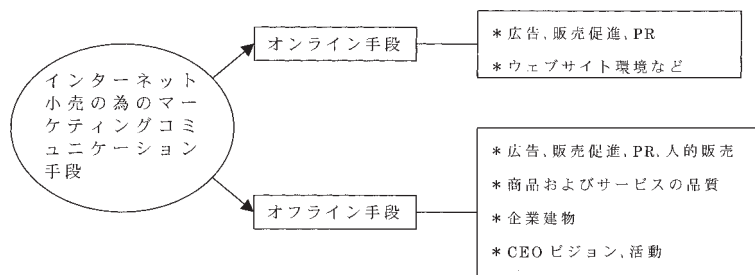 インターネット
小売の為のマー
ケティングコミ
ュニケーション
手段
オンライン手段
*広告,販売促進,PR
*ウェブサイト環境など
オフライン手段
*広告,販売促進,PR,人的販売
*商品およびサービスの品質
*企業建物
*CEOビジョン,活動